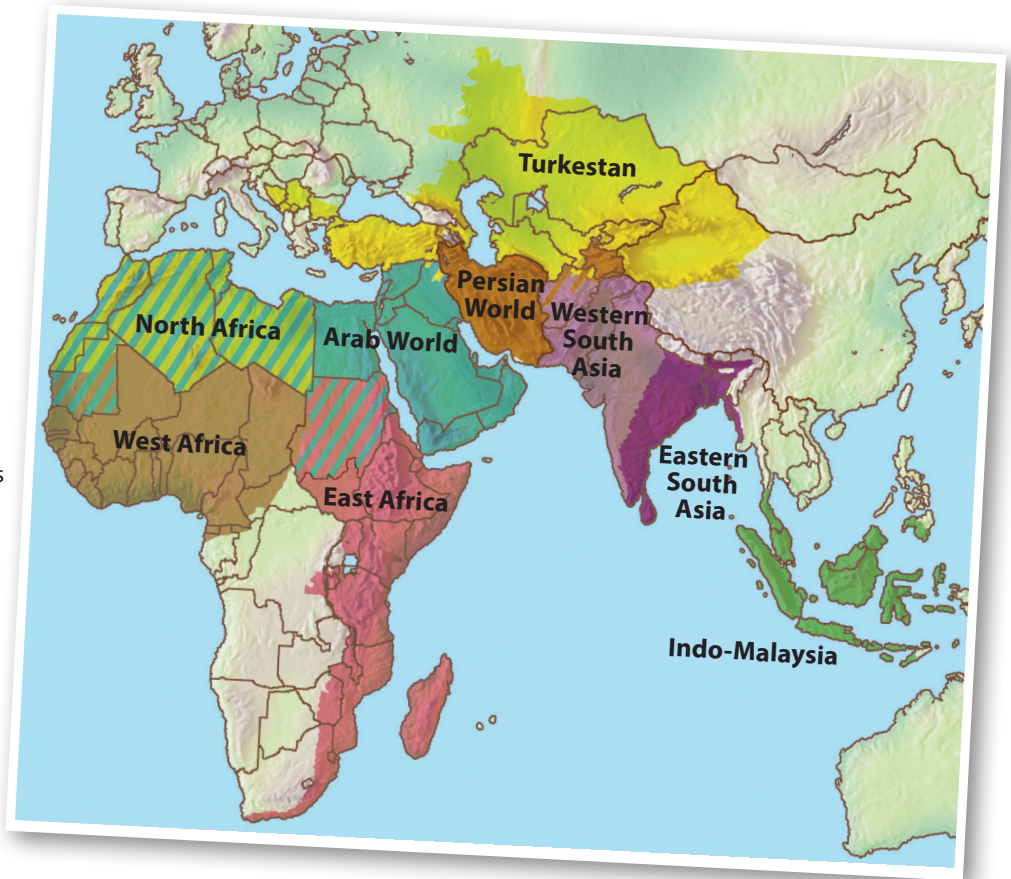 Turkestan
Persian
World
Western
South
Asia
North Africa
Arab World
West Africa
East Africa
Eastern
South
Asia
Indo-Malaysia
s